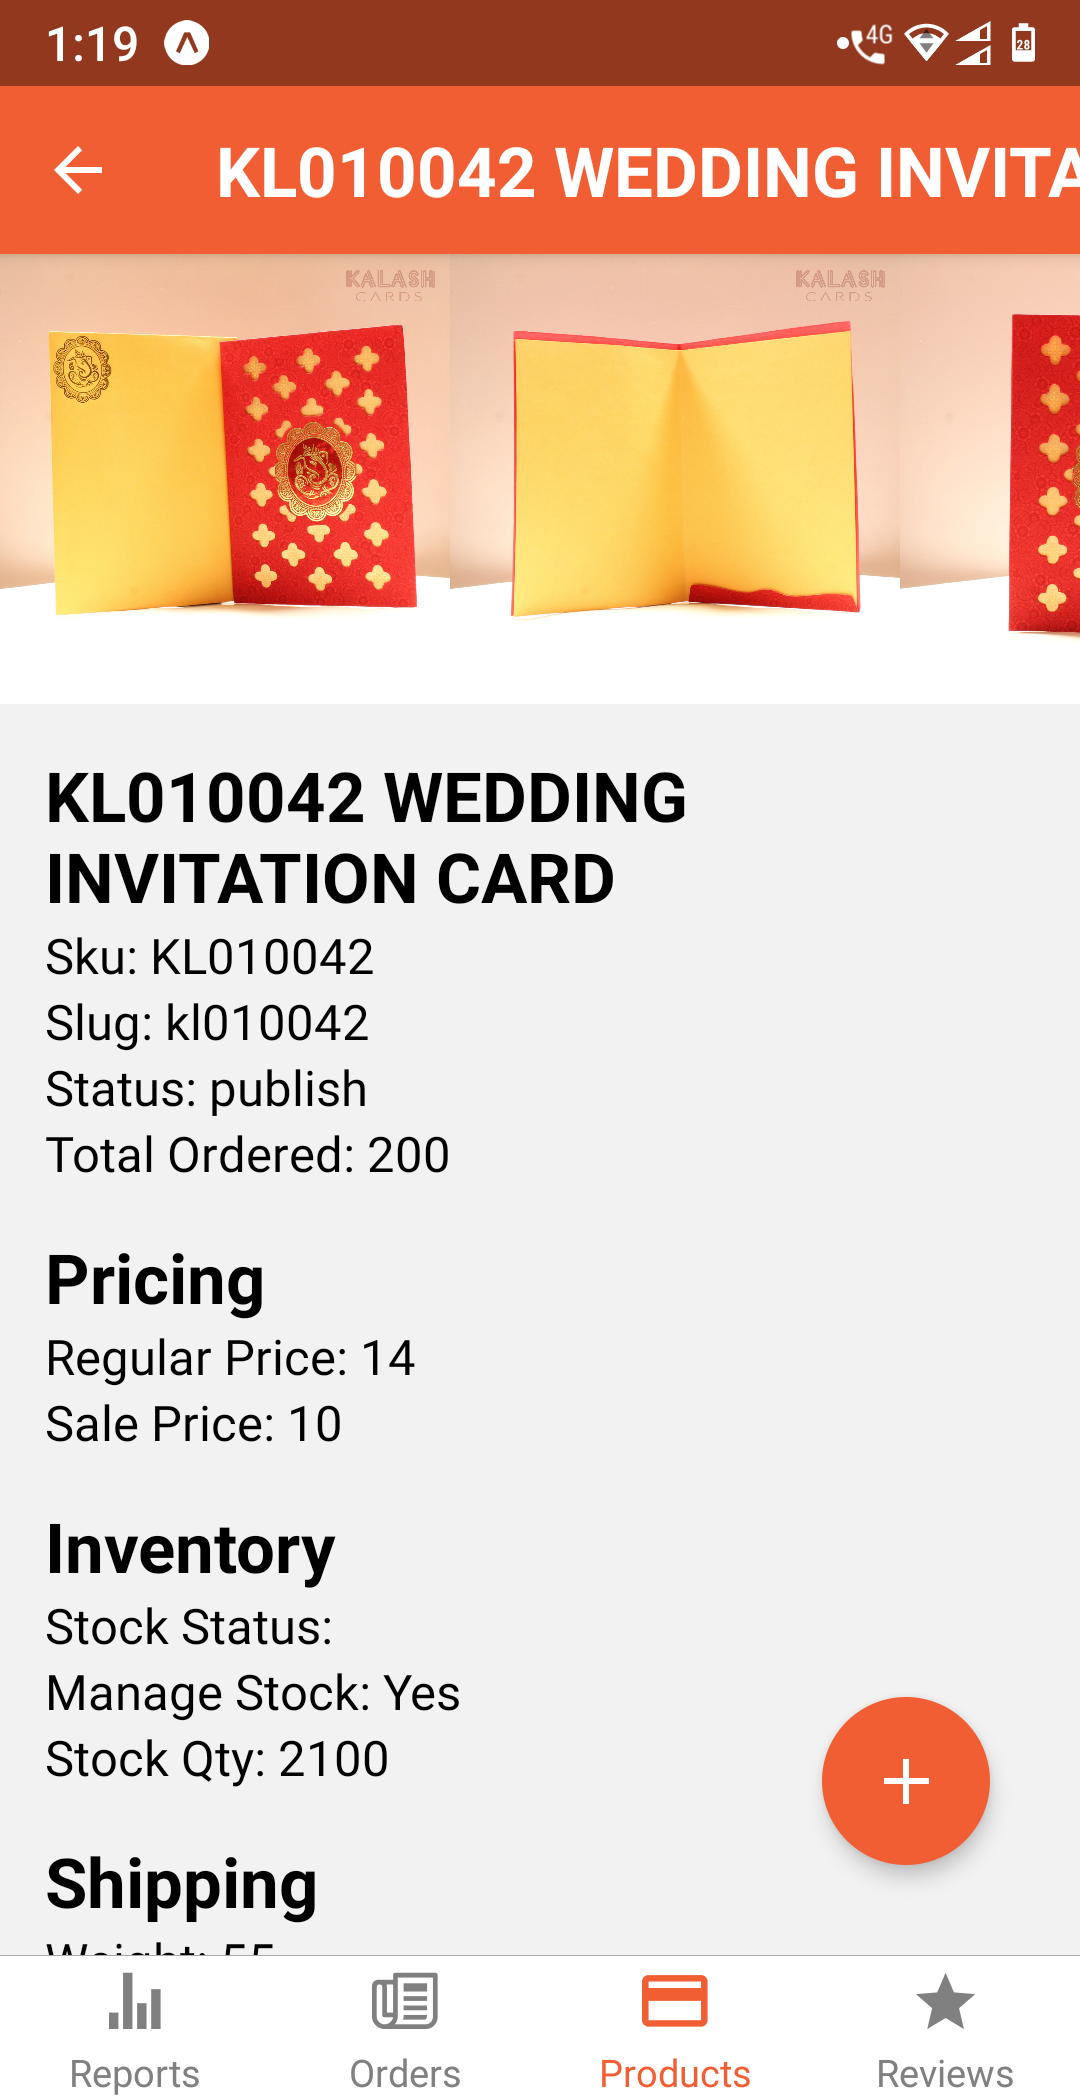 1:19
4G
28
KL010042 WEDDING INVITA
KALASH
CARDS
KALASH
CARDS
KL010042 WEDDING
INVITATION CARD
Sku: KL010042
Slug: kl010042
Status: publish
Total Ordered: 200
Pricing
Regular Price: 14
Sale Price: 10
Inventory
Stock Status:
Manage Stock: Yes
Stock Qty: 2100
Shipping
Weight: 55
Reports
Orders
Products
Reviews